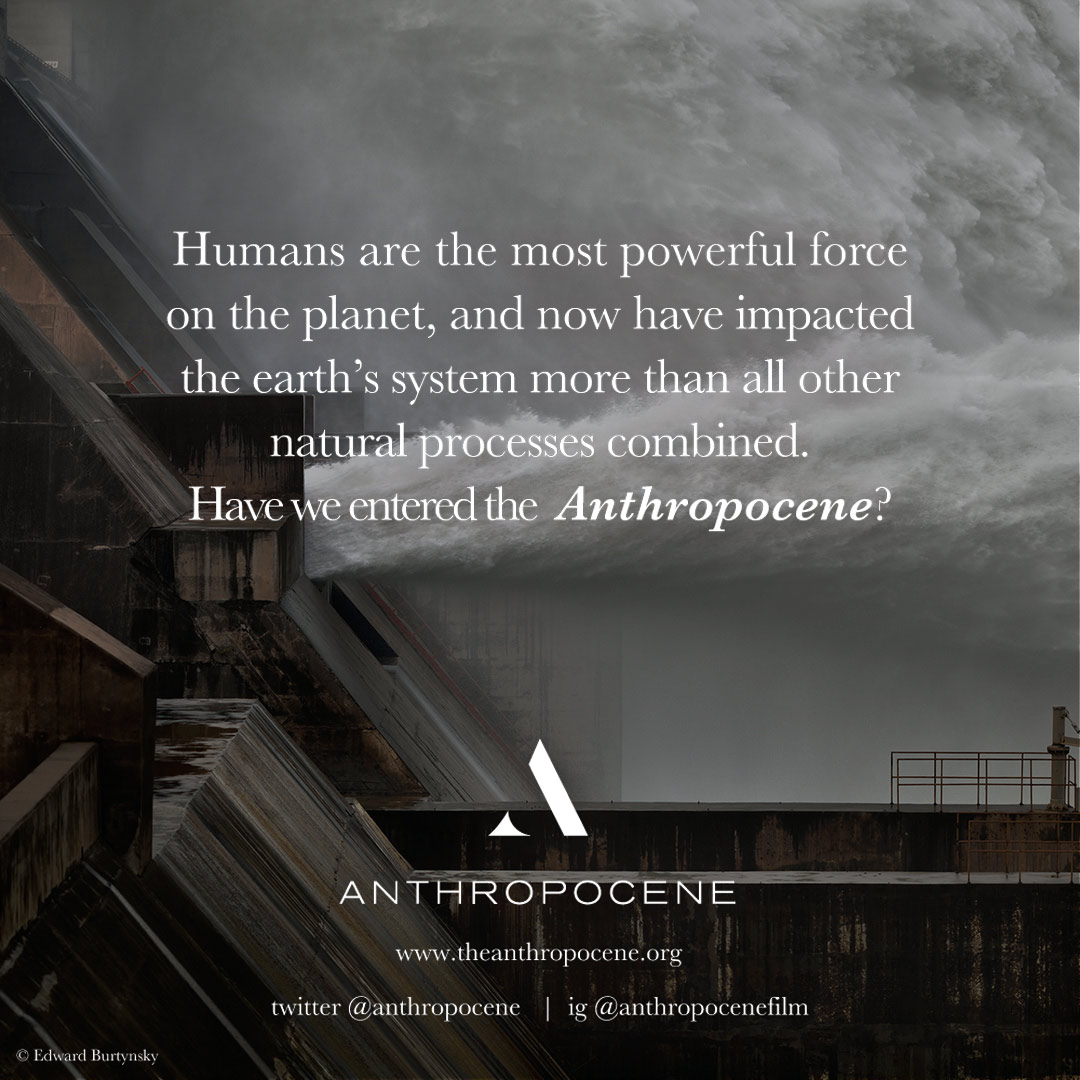 Humans are the most powerful force
on the planet, and now have impacted
the earth's system more than all other
natural processes combined.
Have we entered the Anthropocene?
ANTHROPOCENE
www.theanthropocene.org
twitter @anthropocene | ig @anthropocenefilm
© Edward Burtynsky